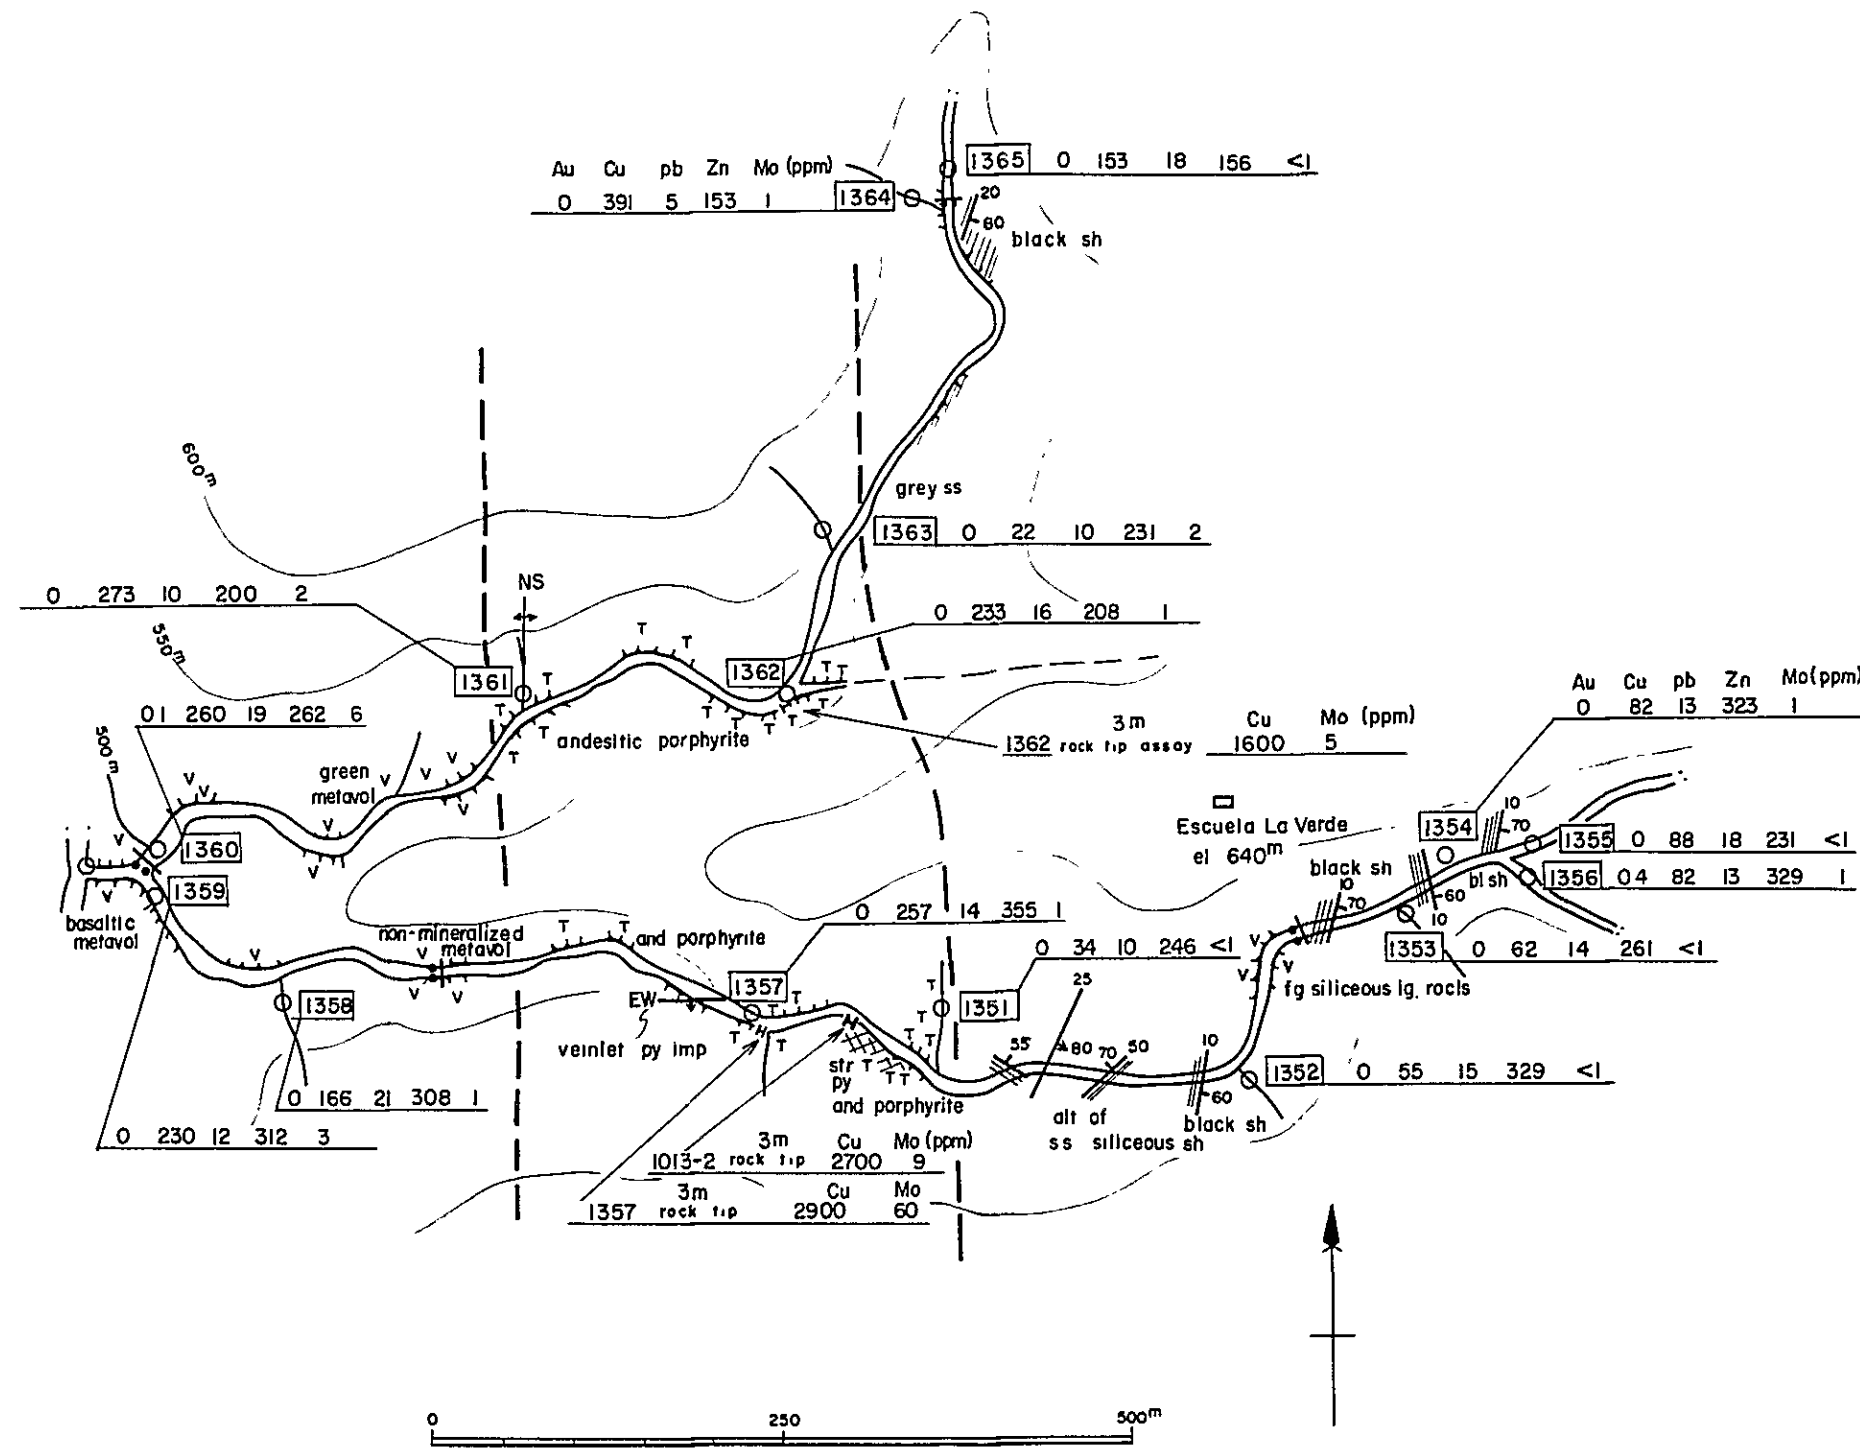 1365 0 153 18 156 <1
Au Cu pb Zn Mo (ppm)
0 391 5 153 1 1364
20
80
black sh
600m
grey ss
1363 0 22 10 231 2
NS
0 273 10 200 2
0 233 16 208 1
550m
1361
T
T
T
1362
T T
Au Cu pb Zn Mo(ppm)
0 82 13 323 1
01 260 19 262 6
T
T
T
T
T
T
T
T
andesitic porphyrite
3m Cu Mo (ppm)
1362 rock tip assay 1600 5
500m
green
metavol
V
V
V
V
V
V
V
V
V
Escuela La Verde
el 640m
1354
10
70
1355 0 88 18 231 <1
1360
black sh
10
70
bl sh
1356 04 82 13 329 1
60
10
1359
V
V
basaltic
metavol
non-mineralized
metavol
T
T
and porphyrite
0 257 14 355 1
0 34 10 246 <1
V
V
V
1353 0 62 14 261 <1
V
V
V
fg siliceous ig. rocls
1358
EW
1357
T
T
T
1351
T
25
veinlet py imp
T
H
T
H
T
T
55
80
70
50
10
1352 0 55 15 329 <1
str
py
T
T
T
and porphyrite
60
0 166 21 308 1
alt of
ss siliceous sh
black sh
0 230 12 312 3
3m Cu Mo (ppm)
1013-2 rock tip 2700 9
3m Cu Mo
1357 rock tip 2900 60
0 250 500m